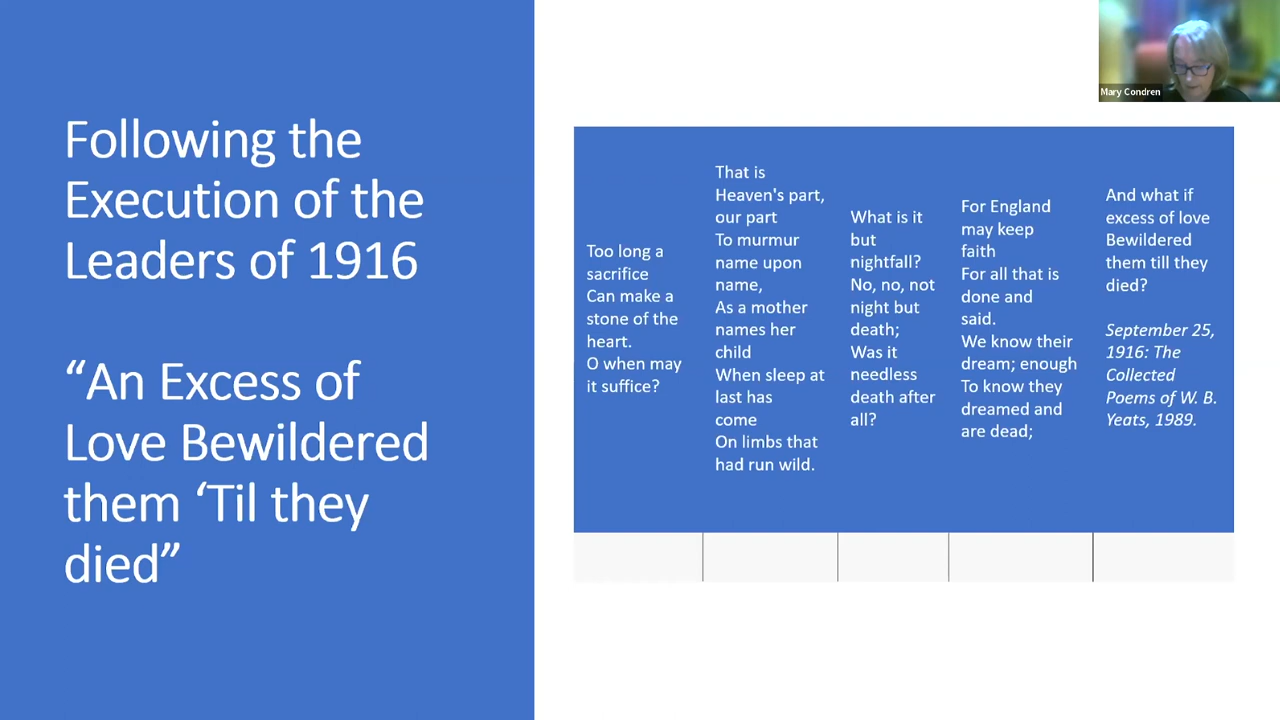 Following the
Execution of the
Leaders of 1916
“An Excess of
Love Bewildered
them ‘Til they
died”
Too long a
sacrifice
Can make a
stone of the
heart.
O when may
it suffice?
That is
Heaven's part,
our part
To murmur
name upon
name,
As a mother
names her
child
When sleep at
last has
come
On limbs that
had run wild.
What is it
but
nightfall?
No, no, not
night but
death;
Was it
needless
death after
all?
For England
may keep
faith
For all that is
done and
said.
We know their
dream; enough
To know they
dreamed and
are dead;
And what if
excess of love
Bewildered
them till they
died?
September 25,
1916: The
Collected
Poems of W. B.
Yeats, 1989.
Mary Condren